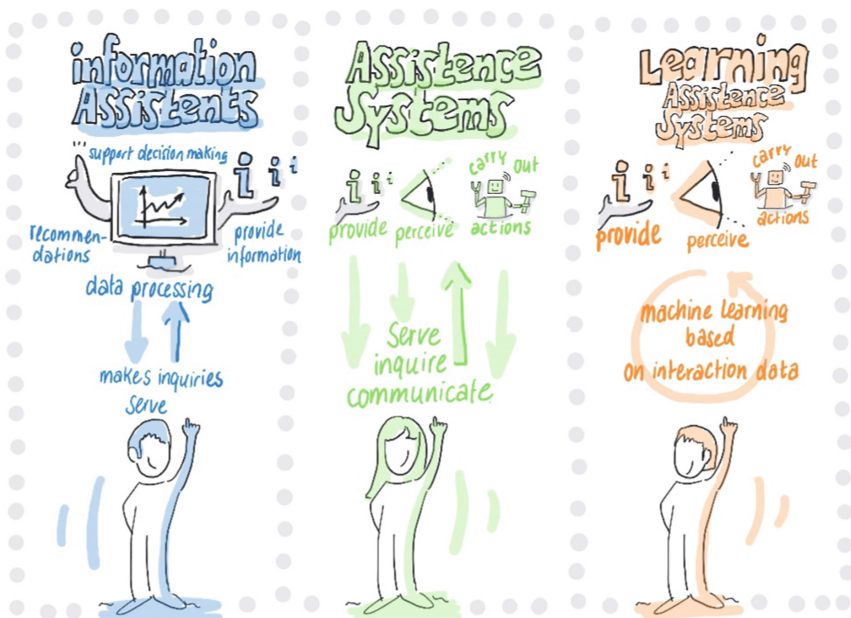 information
Assistents
support decision making
i i i
recommen-
dations
provide
information
data processing
makes inquiries
serve
Assistence
Systems
i i i
carry out
provide
perceive
actions
Serve
inquire
communicate
Learning
Assistence
Systems
i i i
carry out
provide
perceive
actions
machine learning
based
on interaction data